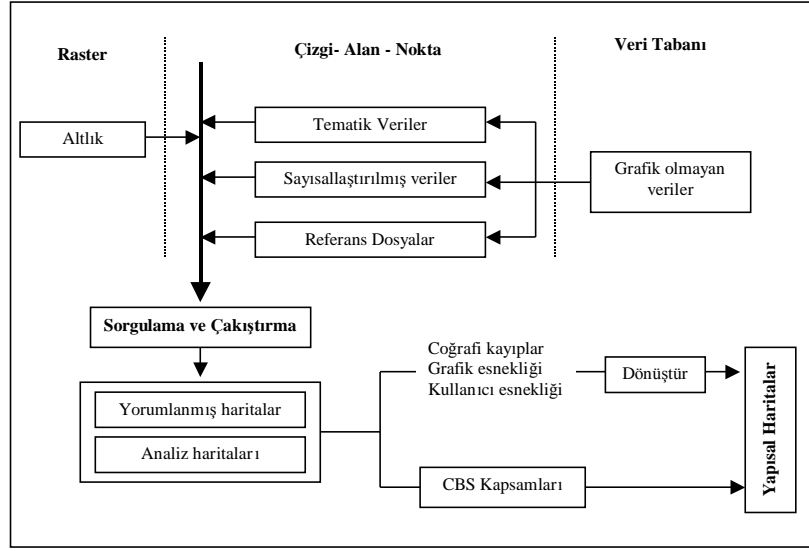 Raster
Çizgi- Alan - Nokta
Veri Tabanı
Altlık
Tematik Veriler
Sayısallaştırılmış veriler
Referans Dosyalar
Grafik olmayan
veriler
Sorgulama ve Çakıştırma
Yorumlanmış haritalar
Analiz haritaları
Coğrafi kayıplar
Grafik esnekliği
Kullanıcı esnekliği
Dönüştür
CBS Kapsamları
Yapısal Haritalar